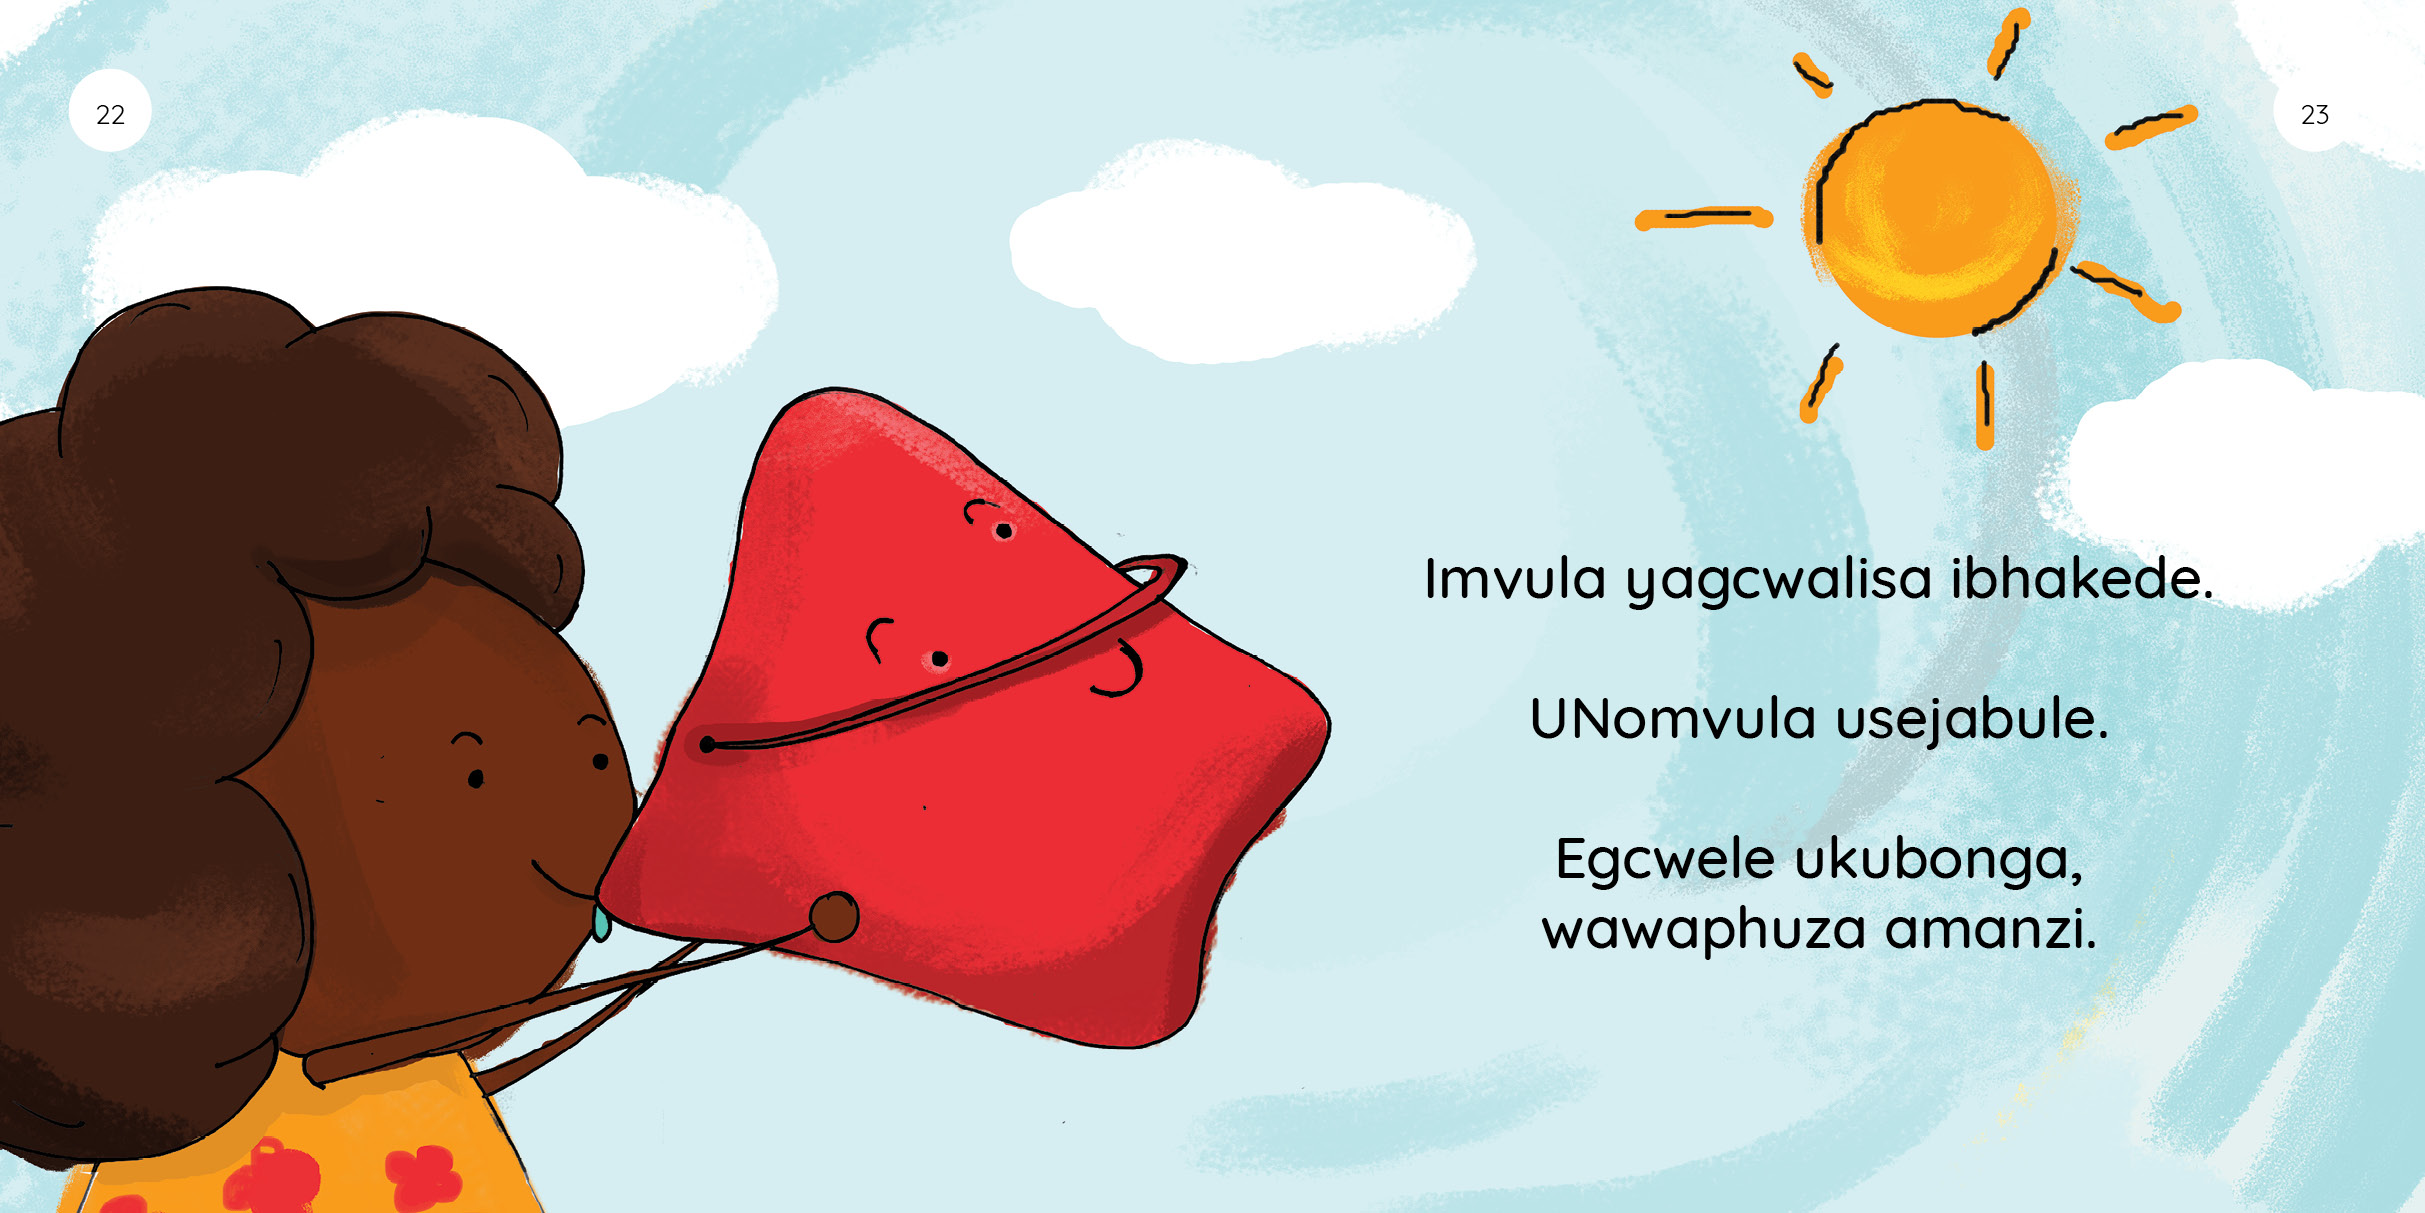 22
23
Imvula yagcwalisa ibhakede.
UNomvula usejabule.
Egcwele ukubonga,
wawaphuza amanzi.